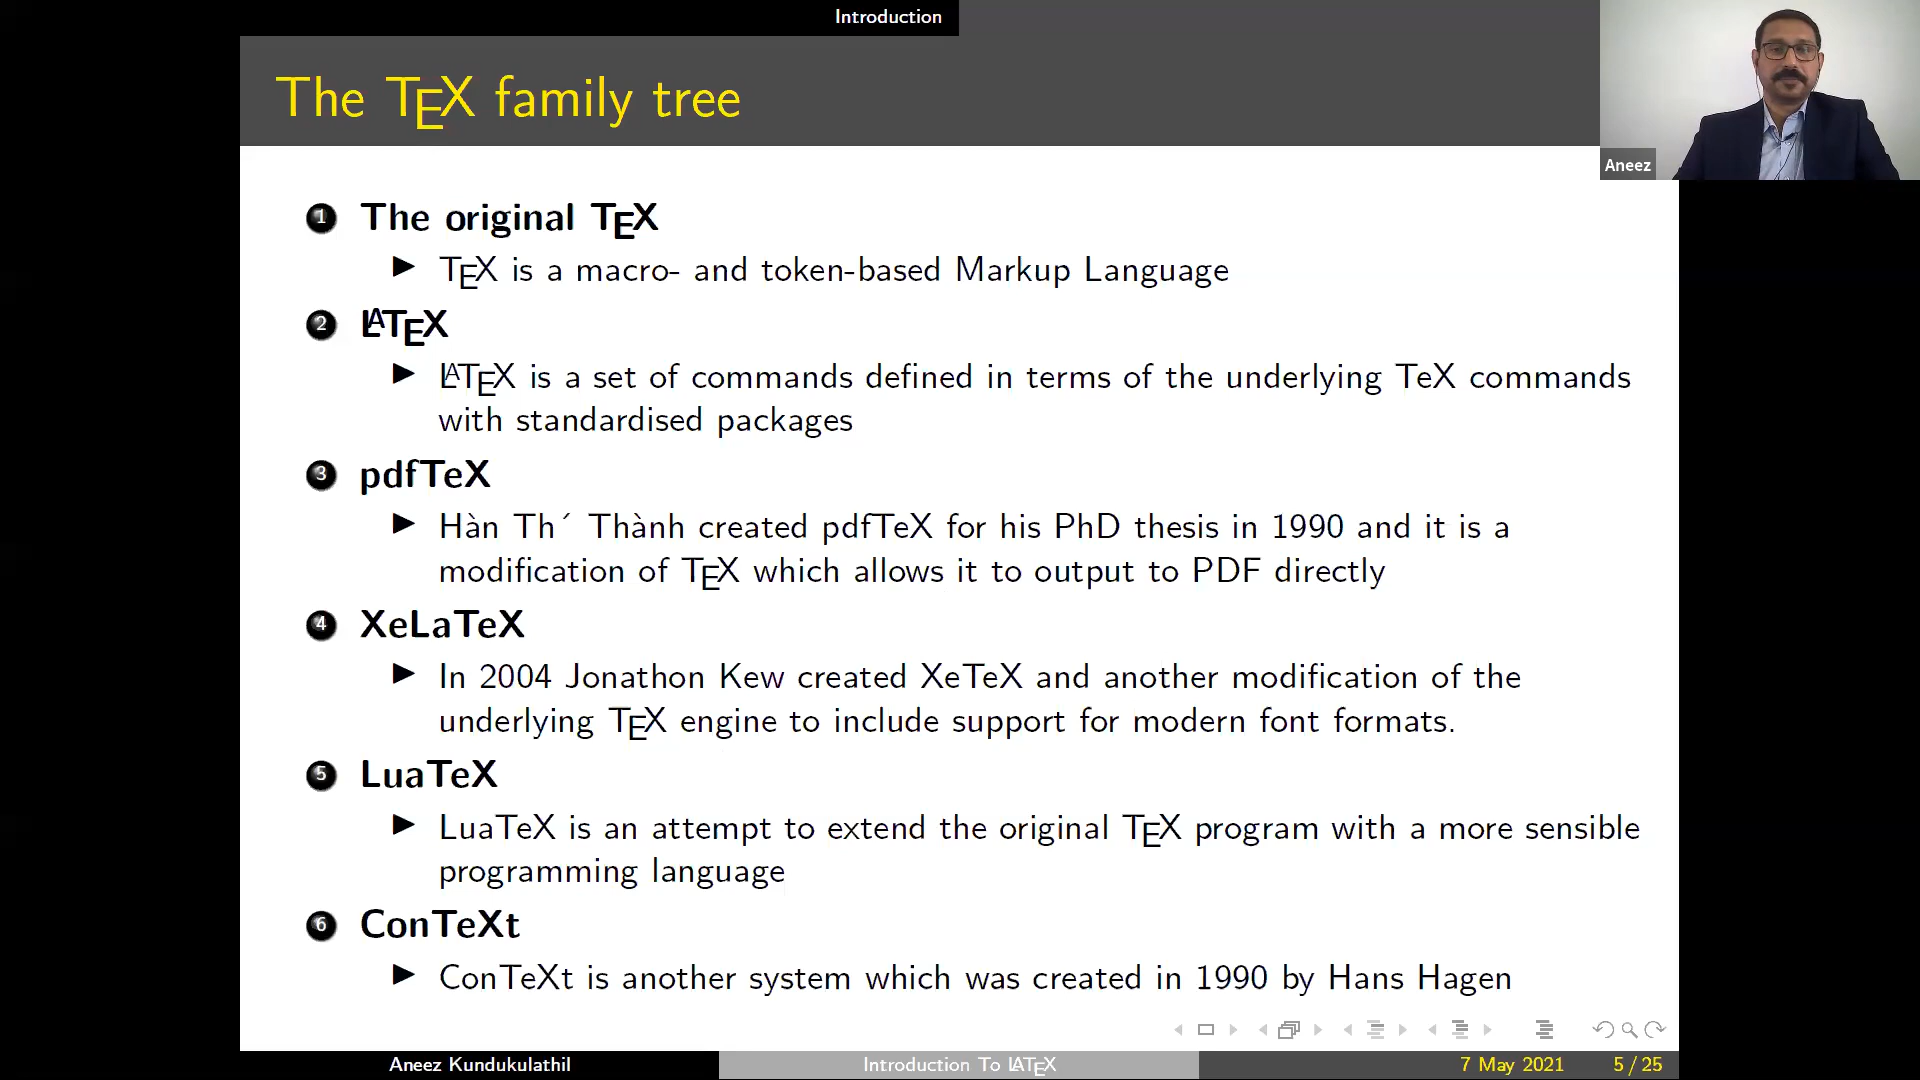 Introduction
The TEX family tree
Aneez
1 The original TEX
TEX is a macro- and token-based Markup Language
2 LATEX
LATEX is a set of commands defined in terms of the underlying TeX commands
with standardised packages
3 pdfTeX
Hàn Th´ Thành created pdfTeX for his PhD thesis in 1990 and it is a
modification of TEX which allows it to output to PDF directly
4 XeLaTeX
In 2004 Jonathon Kew created XeTeX and another modification of the
underlying TEX engine to include support for modern font formats.
5 LuaTeX
LuaTeX is an attempt to extend the original TEX program with a more sensible
programming language
6 ConTeXt
ConTeXt is another system which was created in 1990 by Hans Hagen
Aneez Kundukulathil
Introduction To LATEX
7 May 2021
5 / 25